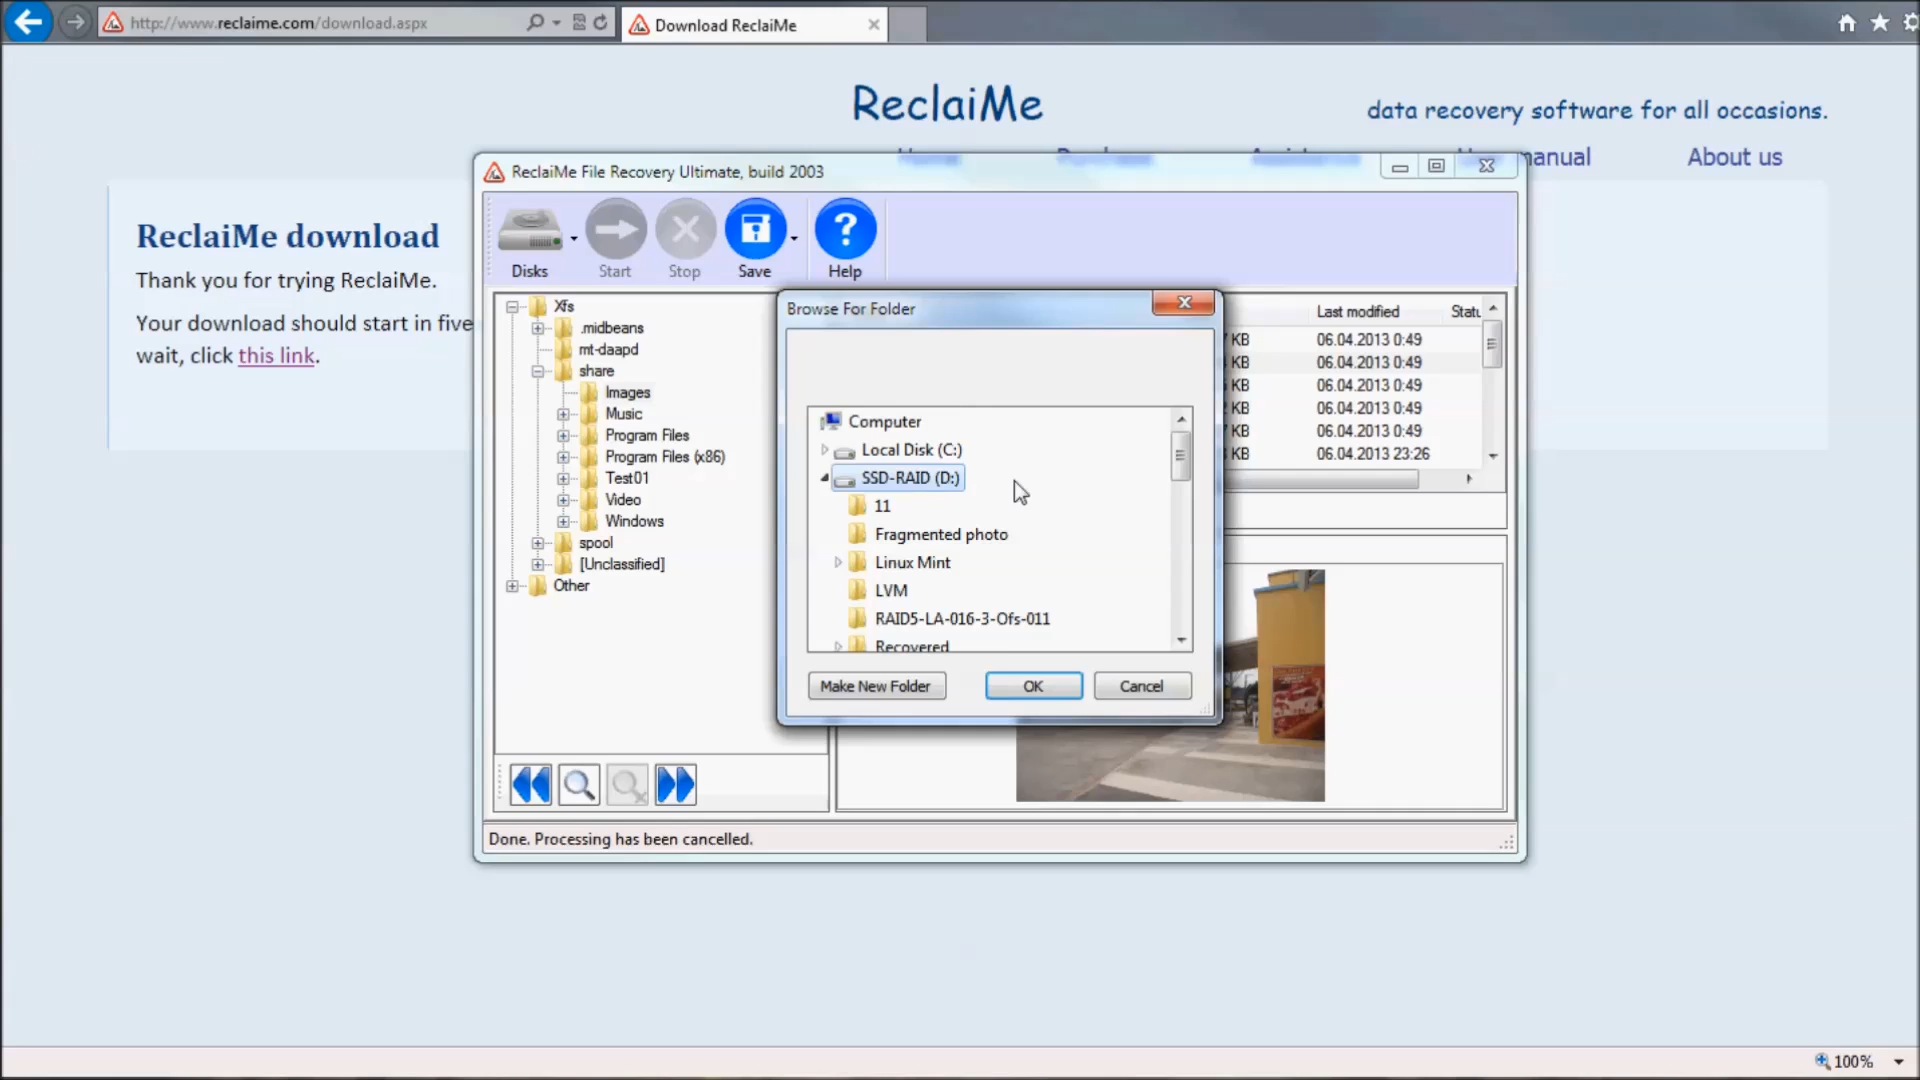 http://www.reclaime.com/download.aspx
Download ReclaiMe
ReclaiMe
data recovery software for all occasions.
manual
About us
ReclaiMe download
Thank you for trying ReclaiMe.
Your download should start in five
wait, click this link.
ReclaiMe File Recovery Ultimate, build 2003
Disks
Start
Stop
Save
Help
Xfs
.midbeans
mt-daapd
share
Images
Music
Program Files
Program Files (x86)
Test01
Video
Windows
spool
[Unclassified]
Other
Last modified
KB 06.04.2013 0:49
KB 06.04.2013 0:49
KB 06.04.2013 0:49
KB 06.04.2013 0:49
KB 06.04.2013 0:49
KB 06.04.2013 23:26
Browse For Folder
Computer
Local Disk (C:)
SSD-RAID (D:)
11
Fragmented photo
Linux Mint
LVM
RAID5-LA-016-3-Ofs-011
Recovered
Make New Folder
OK
Cancel
Done. Processing has been cancelled.
100%